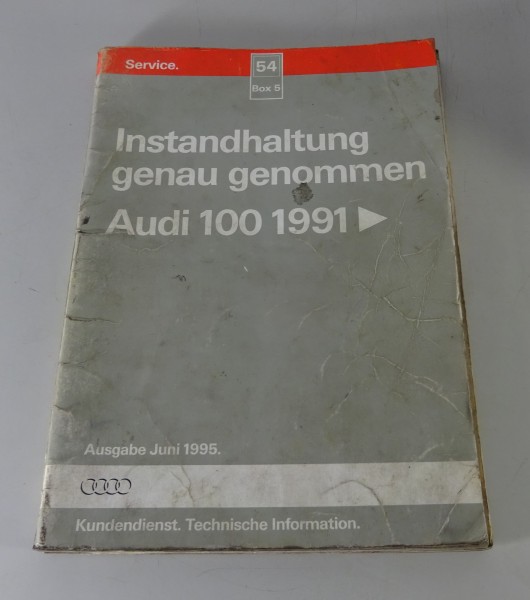 Service.
54
Box 5
Instandhaltung
genau genommen
Audi 100 1991
Ausgabe Juni 1995.
Kundendienst. Technische Information.